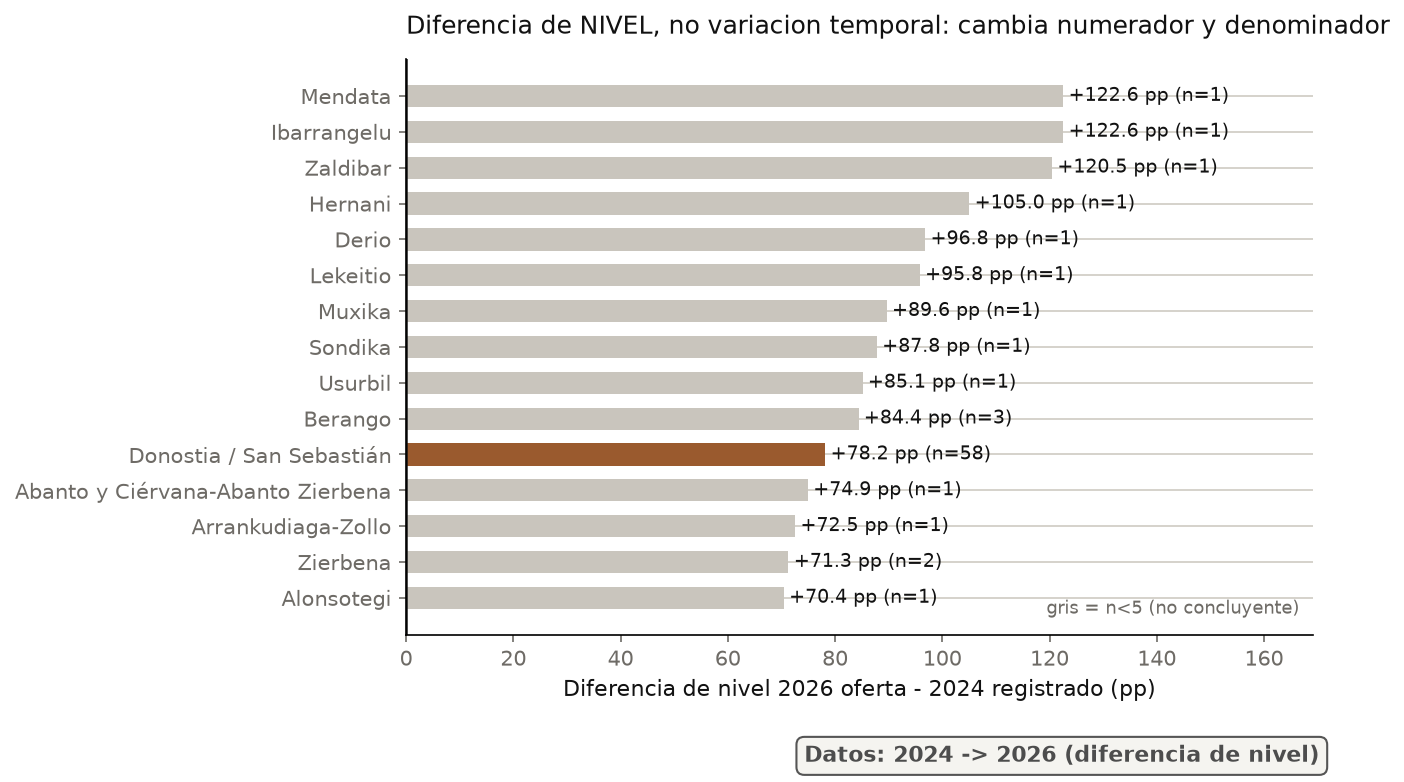 Diferencia de NIVEL, no variacion temporal: cambia numerador y denominador
Mendata +122.6 pp (n=1)
Ibarrangelu +122.6 pp (n=1)
Zaldibar +120.5 pp (n=1)
Hernani +105.0 pp (n=1)
Derio +96.8 pp (n=1)
Lekeitio +95.8 pp (n=1)
Muxika +89.6 pp (n=1)
Sondika +87.8 pp (n=1)
Usurbil +85.1 pp (n=1)
Berango +84.4 pp (n=3)
Donostia / San Sebastián +78.2 pp (n=58)
Abanto y Ciérvana-Abanto Zierbena +74.9 pp (n=1)
Arrankudiaga-Zollo +72.5 pp (n=1)
Zierbena +71.3 pp (n=2)
Alonsotegi +70.4 pp (n=1)
gris = n<5 (no concluyente)
0 20 40 60 80 100 120 140 160
Diferencia de nivel 2026 oferta - 2024 registrado (pp)
Datos: 2024 -> 2026 (diferencia de nivel)